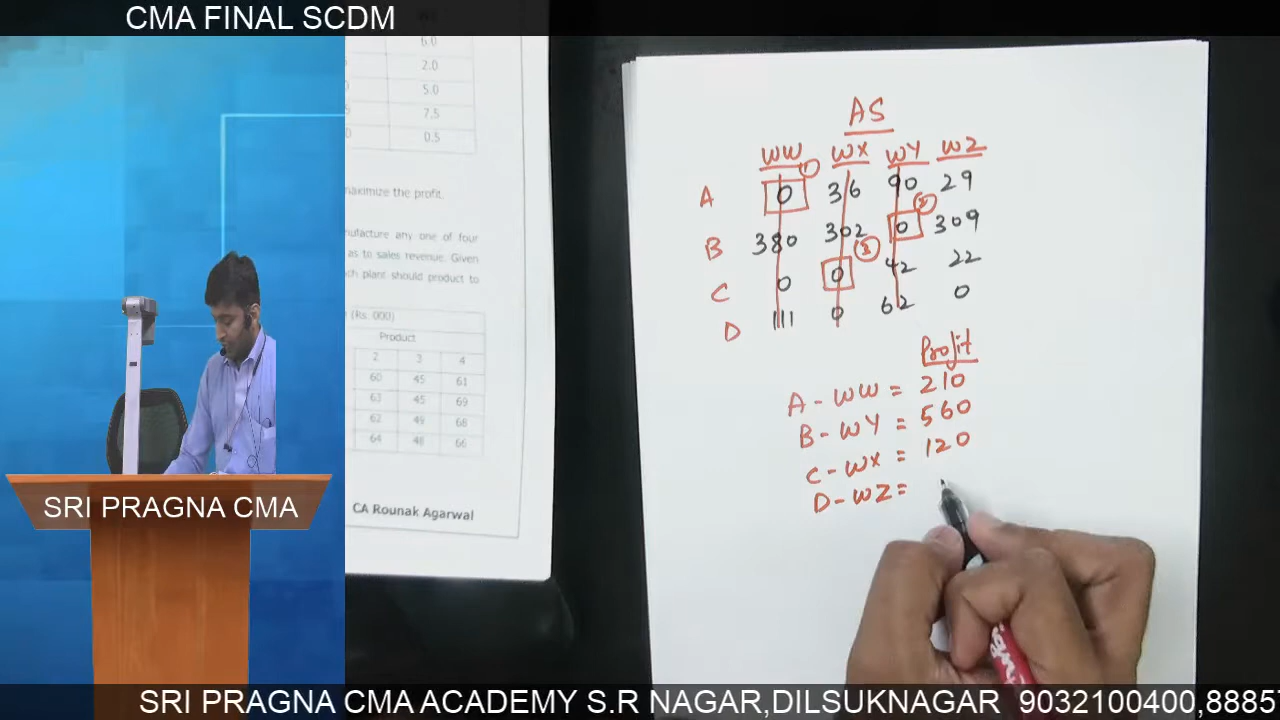 CMA FINAL SCDM
6.0
2.0
5.0
7.5
0.5
maximize the profit.
any one of four
as to sales revenue. Given
plant should product to
(Rs. 000)
Product
2 3 4
60 45 61
63 45 69
62 49 68
64 48 66
CA Rounak Agarwal
AS
WW WX WY WZ
1
A 0 36 90 29
2
B 380 302 0 309
3
C 0 0 42 22
D 111 0 62 0
Profit
A - WW = 210
B - WY = 560
C - WX = 120
D - WZ =
SRI PRAGNA CMA
SRI PRAGNA CMA ACADEMY S.R NAGAR,DILSUKNAGAR 9032100400,8885